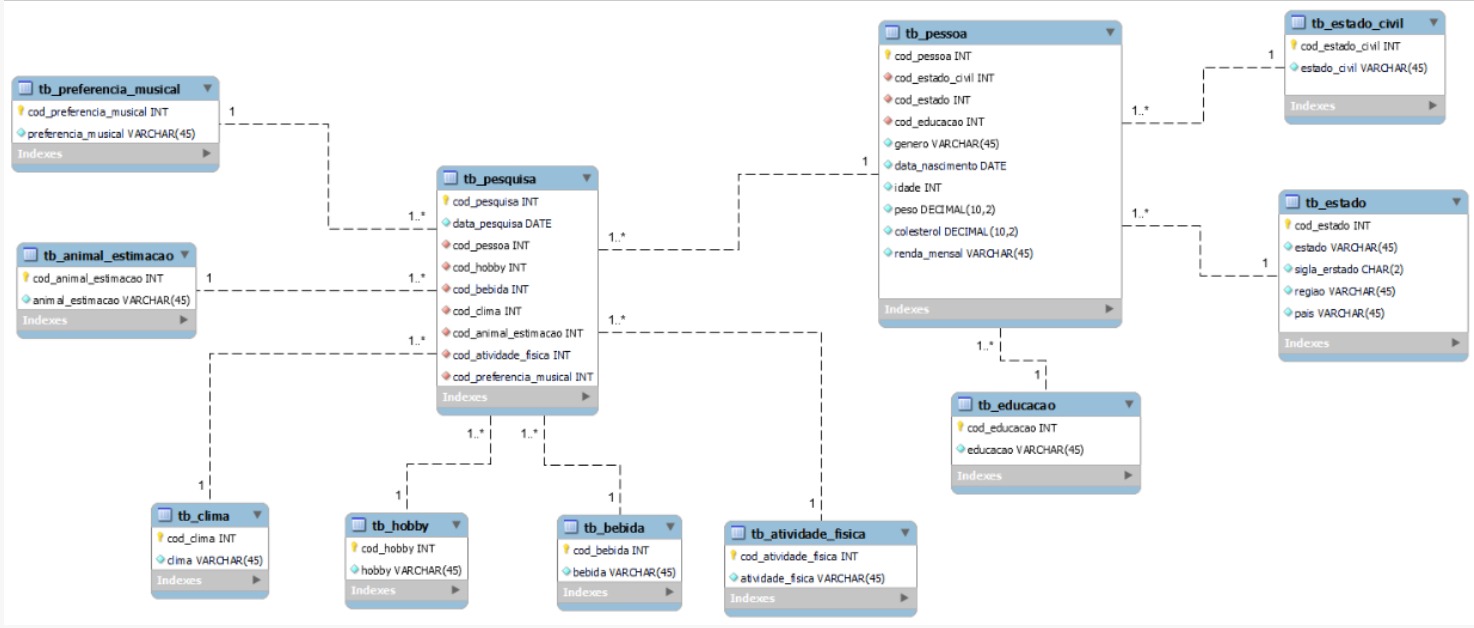 tb_preferencia_musical
cod_preferencia_musical INT
preferencia_musical VARCHAR(45)
Indexes
1
1..*
tb_animal_estimacao
cod_animal_estimacao INT
animal_estimacao VARCHAR(45)
Indexes
1
1..*
tb_pesquisa
cod_pesquisa INT
data_pesquisa DATE
cod_pessoa INT
cod_hobby INT
cod_bebida INT
cod_clima INT
cod_animal_estimacao INT
cod_atividade_fisica INT
cod_preferencia_musical INT
Indexes
1..*
1
tb_pessoa
cod_pessoa INT
cod_estado_civil INT
cod_estado INT
cod_educacao INT
genero VARCHAR(45)
data_nascimento DATE
idade INT
peso DECIMAL(10,2)
colesterol DECIMAL(10,2)
renda_mensal VARCHAR(45)
Indexes
1..*
1
tb_estado_civil
cod_estado_civil INT
estado_civil VARCHAR(45)
Indexes
1..*
1
tb_estado
cod_estado INT
estado VARCHAR(45)
sigla_erstado CHAR(2)
regiao VARCHAR(45)
pais VARCHAR(45)
Indexes
1..*
1
tb_educacao
cod_educacao INT
educacao VARCHAR(45)
Indexes
1..*
1
tb_clima
cod_clima INT
clima VARCHAR(45)
Indexes
1..*
1
tb_hobby
cod_hobby INT
hobby VARCHAR(45)
Indexes
1..*
1
tb_bebida
cod_bebida INT
bebida VARCHAR(45)
Indexes
1..*
1
tb_atividade_fisica
cod_atividade_fisica INT
atividade_fisica VARCHAR(45)
Indexes